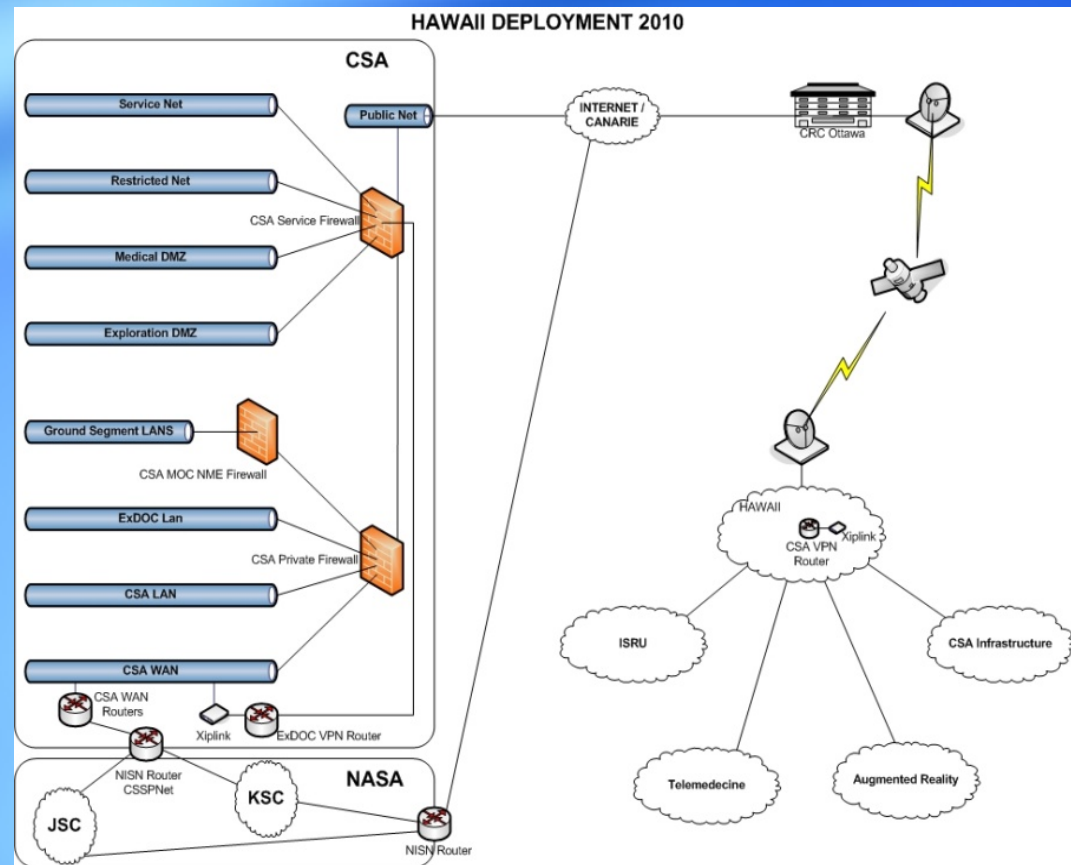 HAWAII DEPLOYMENT 2010
CSA
Service Net
Public Net
INTERNET /
CANARIE
CRC Ottawa
Restricted Net
CSA Service Firewall
Medical DMZ
Exploration DMZ
Ground Segment LANS
CSA MOC NME Firewall
HAWAII
Xiplink
CSA VPN
Router
ExDOC Lan
CSA Private Firewall
CSA LAN
ISRU
CSA Infrastructure
CSA WAN
CSA WAN
Routers
Xiplink
ExDOC VPN Router
NISN Router
CSSPNet
NASA
KSC
JSC
NISN Router
Telemedecine
Augmented Reality